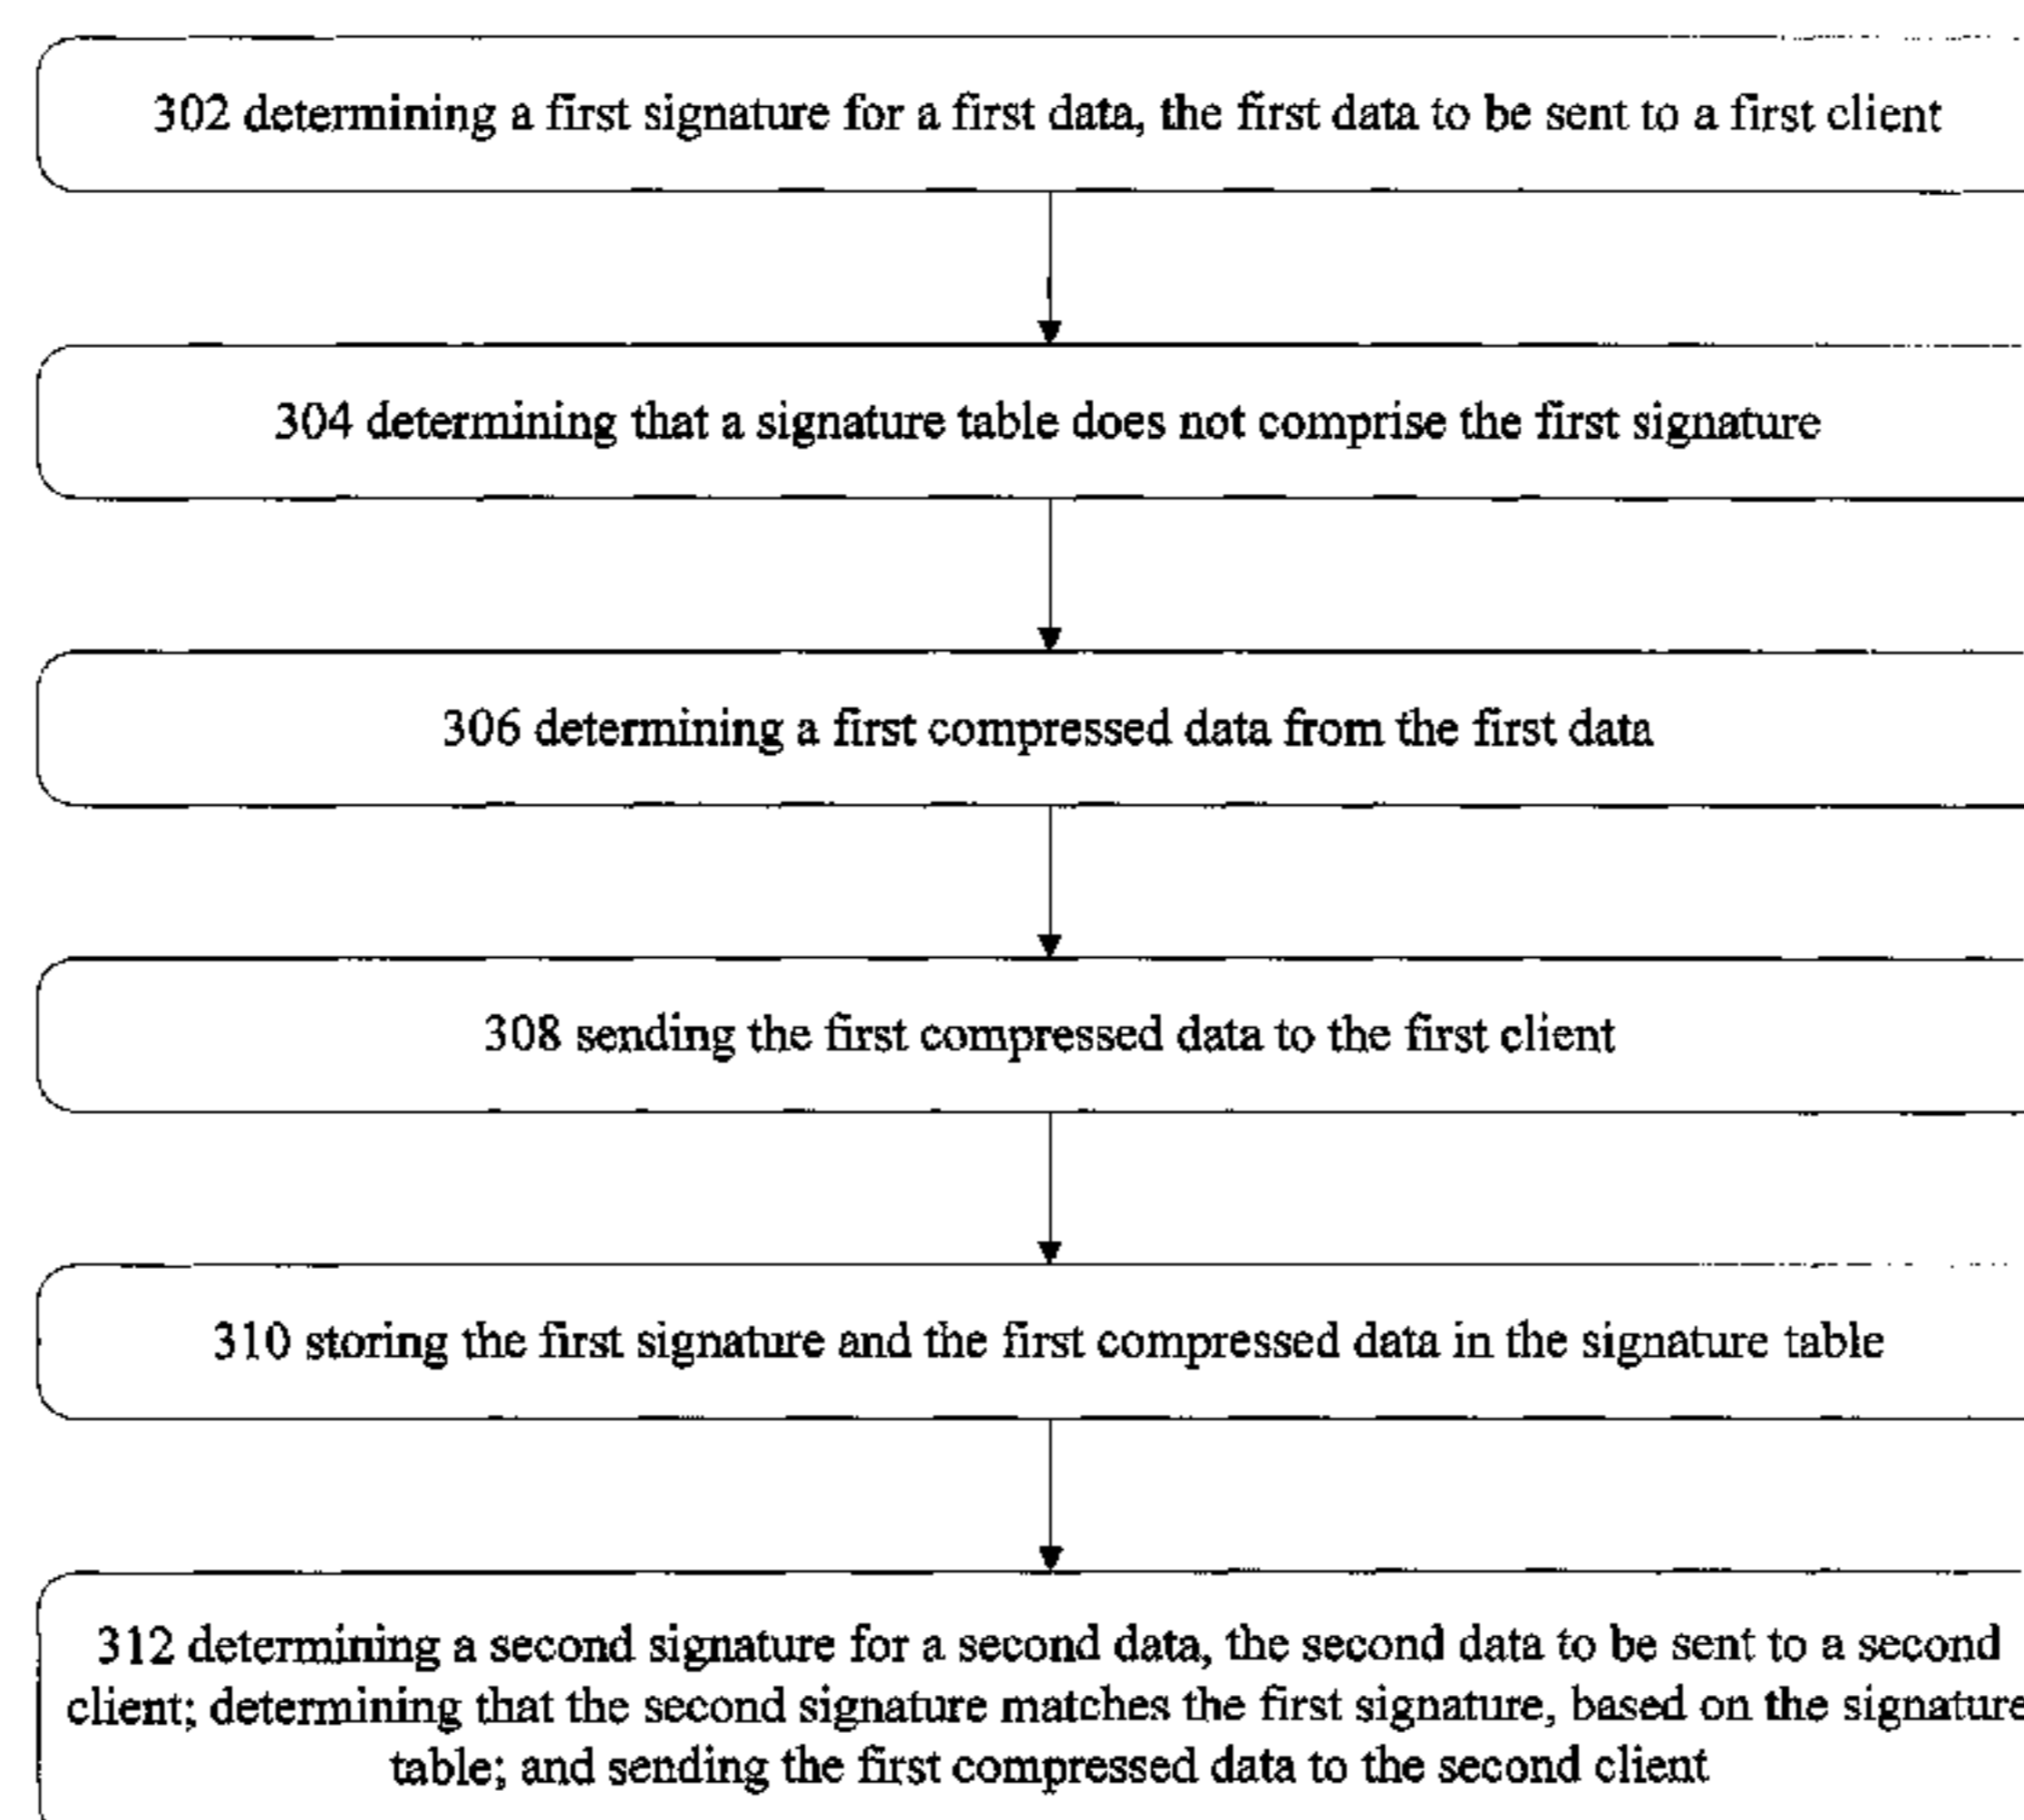 302 determining a first signature for a first data, the first data to be sent to a first client
304 determining that a signature table does not comprise the first signature
306 determining a first compressed data from the first data
308 sending the first compressed data to the first client
310 storing the first signature and the first compressed data in the signature table
312 determining a second signature for a second data, the second data to be sent to a second
client; determining that the second signature matches the first signature, based on the signature
table; and sending the first compressed data to the second client